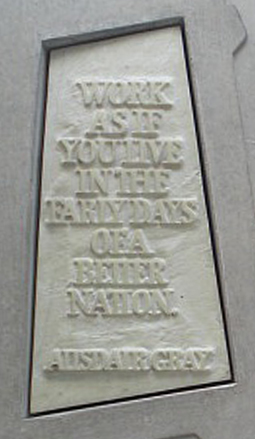 WORK
AS IF
YOU LIVE
IN THE
EARLY DAYS
OF A
BETTER
NATION.
ALISDAIR GRAY